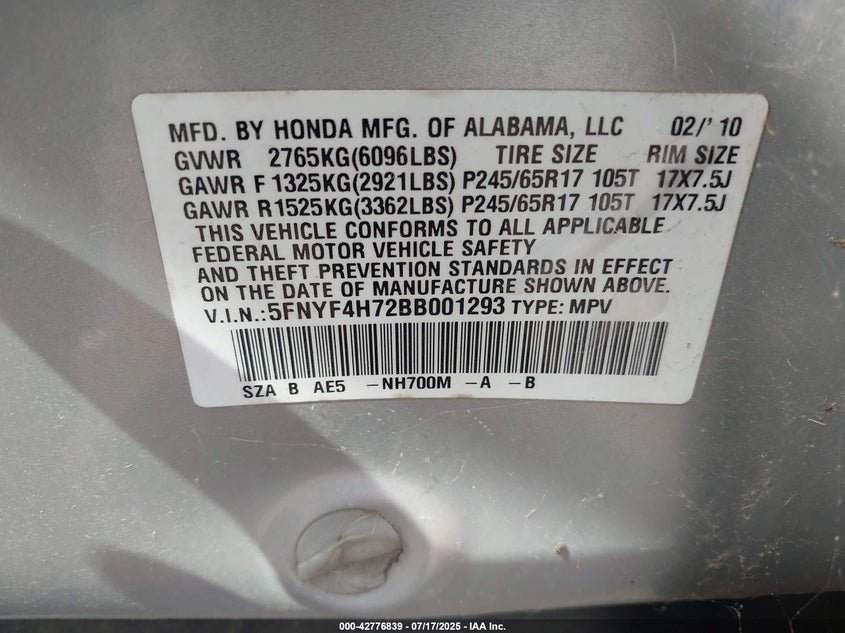 MFD. BY HONDA MFG. OF ALABAMA, LLC 02/'10
GVWR 2765KG(6096LBS) TIRE SIZE RIM SIZE
GAWR F 1325KG(2921LBS) P245/65R17 105T 17X7.5J
GAWR R1525KG(3362LBS) P245/65R17 105T 17X7.5J
THIS VEHICLE CONFORMS TO ALL APPLICABLE
FEDERAL MOTOR VEHICLE SAFETY
AND THEFT PREVENTION STANDARDS IN EFFECT
ON THE DATE OF MANUFACTURE SHOWN ABOVE.
V.I.N.:5FNYF4H72BB001293 TYPE: MPV
SZA B AE5 -NH700M -A -B
000-42776839 - 07/17/2025 - IAA Inc.